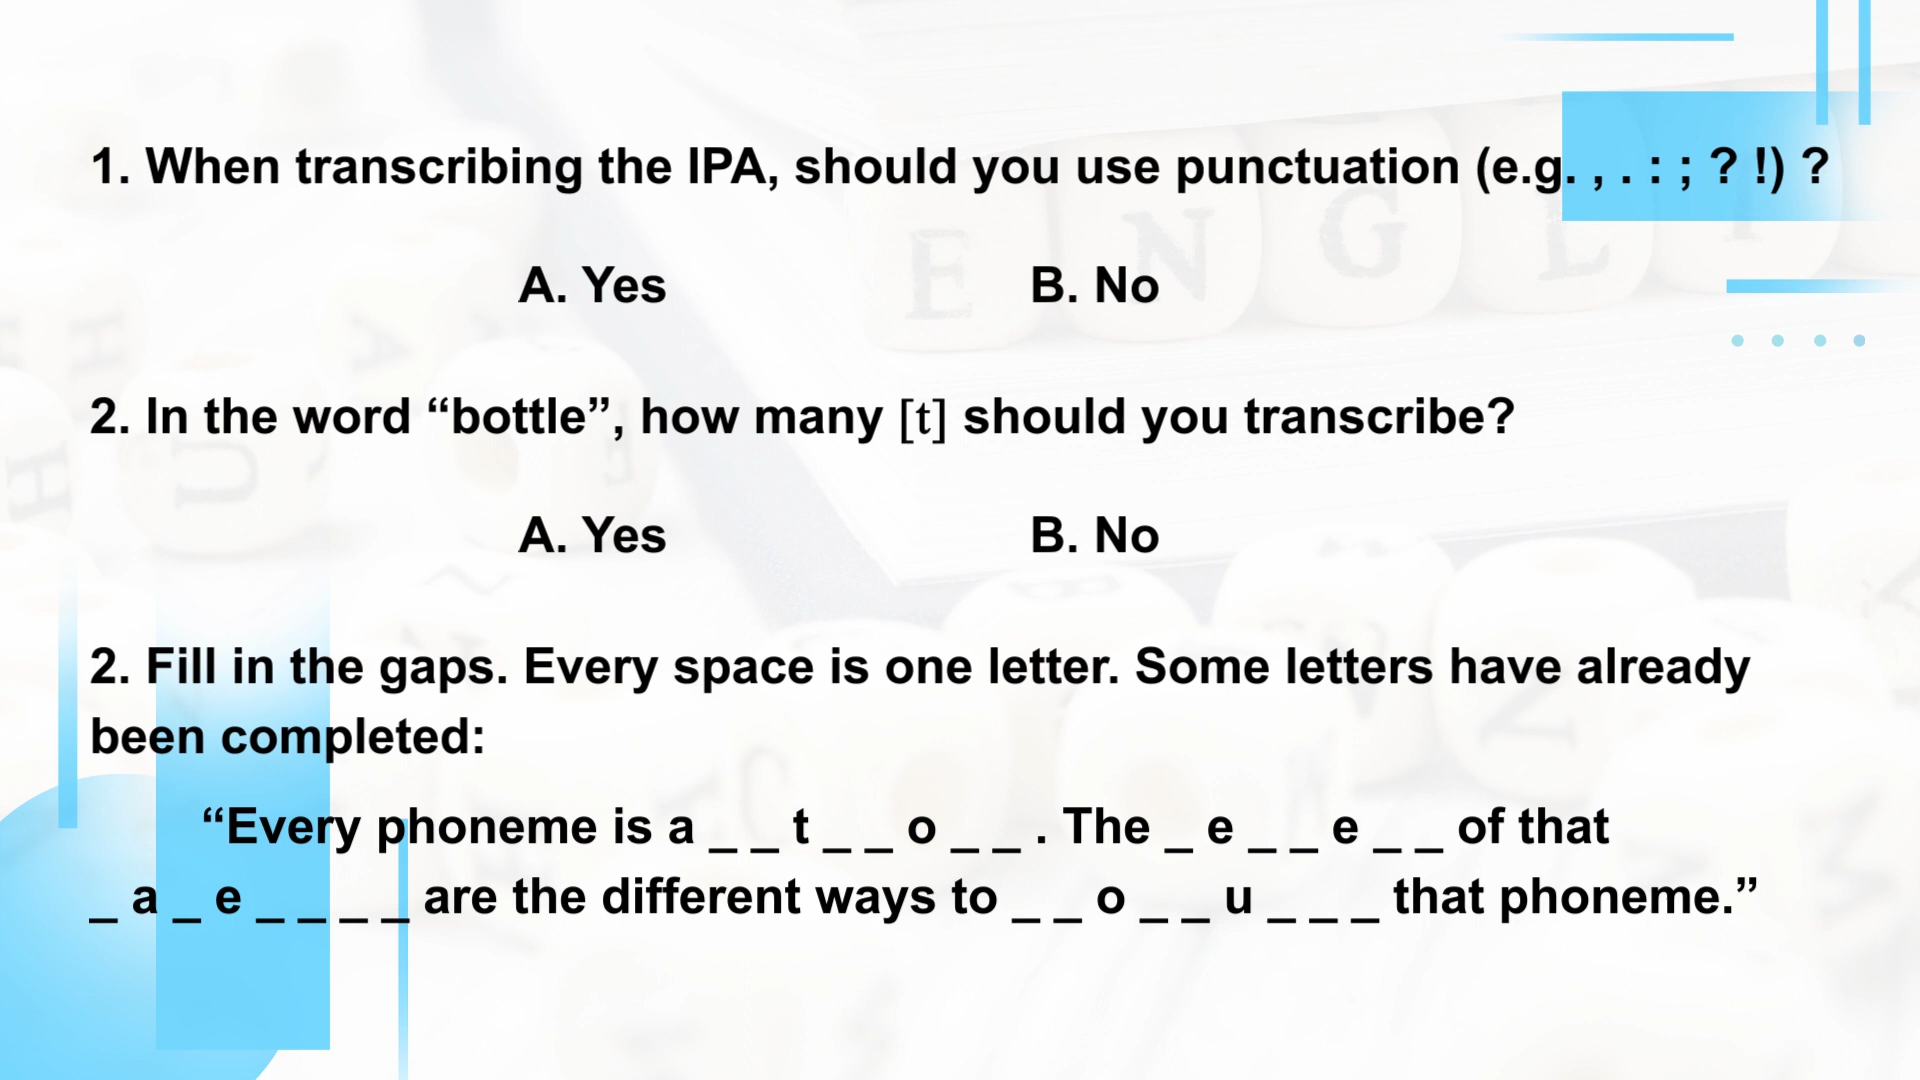 1. When transcribing the IPA, should you use punctuation (e.g. , . : ; ? !) ?
A. Yes B. No
2. In the word “bottle”, how many [t] should you transcribe?
A. Yes B. No
2. Fill in the gaps. Every space is one letter. Some letters have already
been completed:
“Every phoneme is a _ _ t _ _ o _ _ . The _ e _ _ e _ _ of that
_ a _ e _ _ _ _ are the different ways to _ _ o _ _ u _ _ _ that phoneme.”
E N G L I